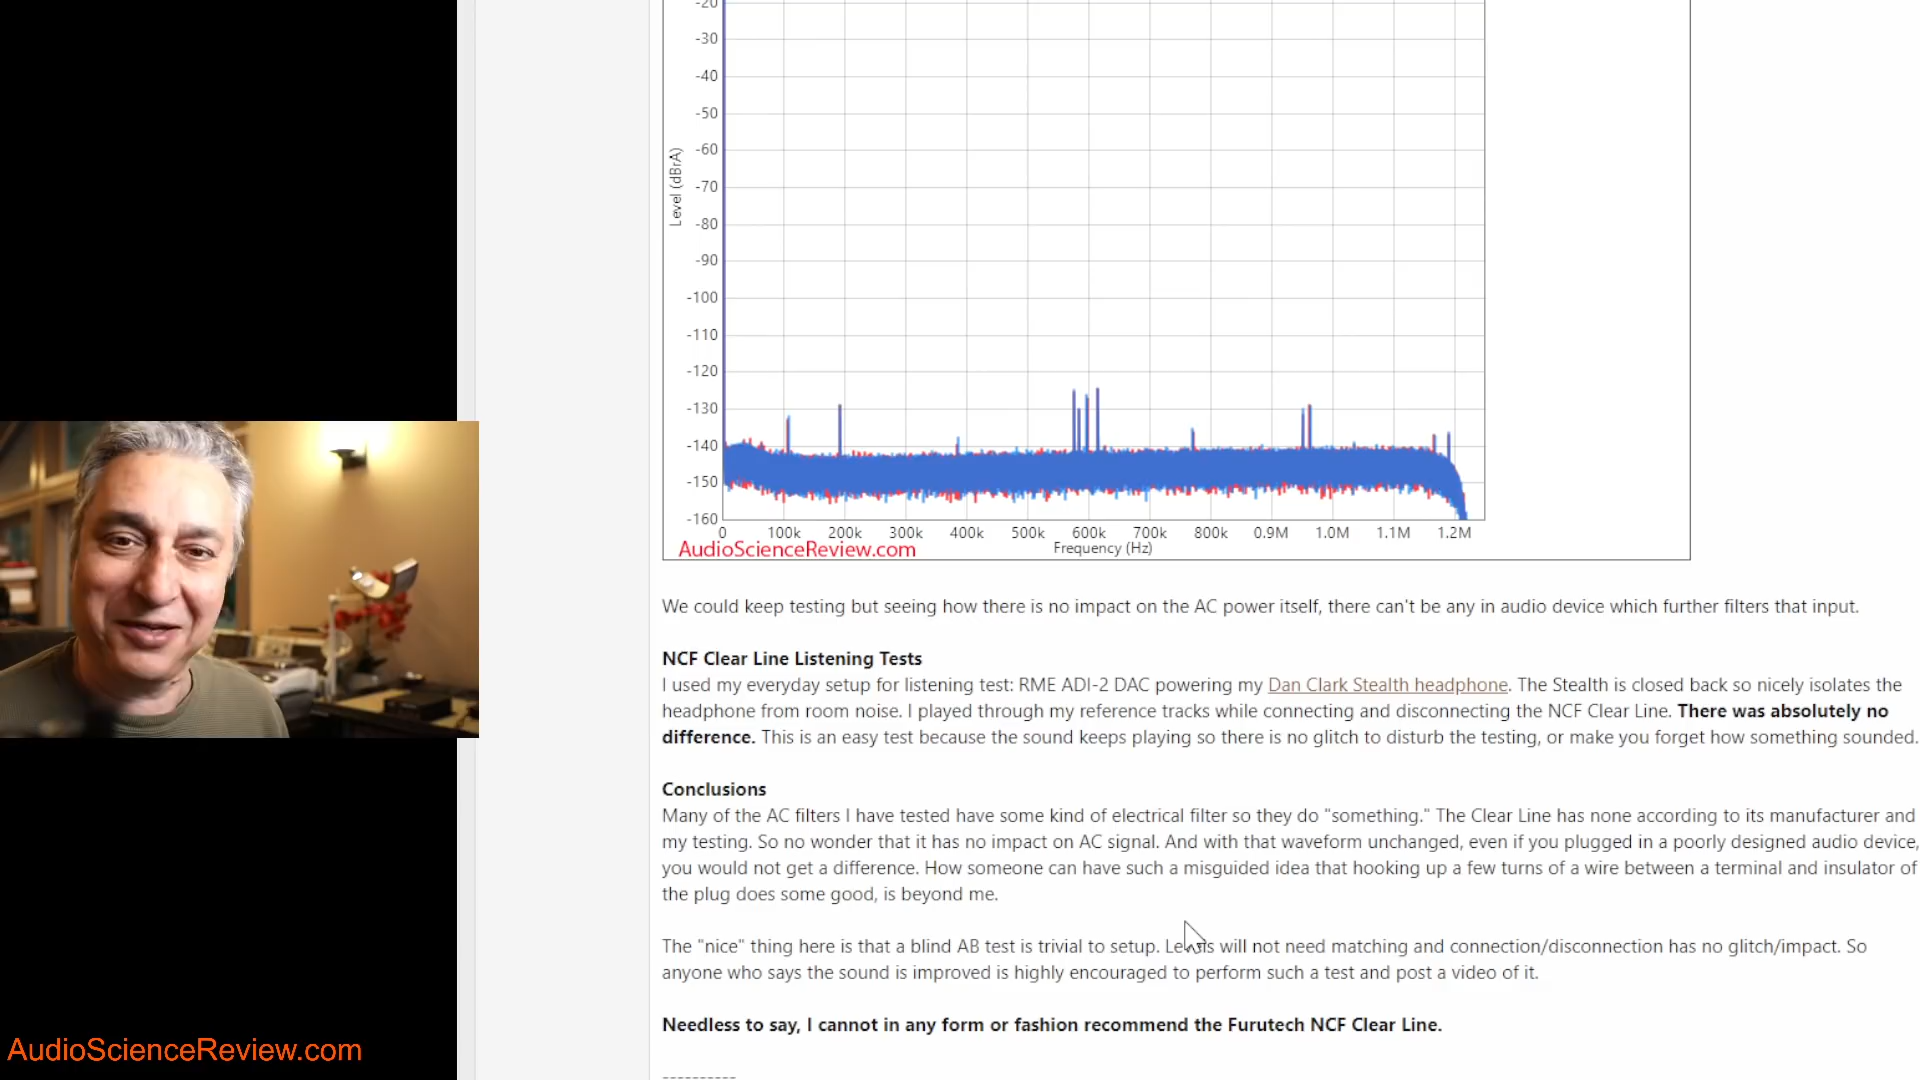 -20
-30
-40
-50
-60
-70
-80
-90
-100
-110
-120
-130
-140
-150
-160
Level (dBrA)
0 100k 200k 300k 400k 500k 600k 700k 800k 0.9M 1.0M 1.1M 1.2M
AudioScienceReview.com
Frequency (Hz)
We could keep testing but seeing how there is no impact on the AC power itself, there can't be any in audio device which further filters that input.
NCF Clear Line Listening Tests
I used my everyday setup for listening test: RME ADI-2 DAC powering my Dan Clark Stealth headphone. The Stealth is closed back so nicely isolates the
headphone from room noise. I played through my reference tracks while connecting and disconnecting the NCF Clear Line. There was absolutely no
difference. This is an easy test because the sound keeps playing so there is no glitch to disturb the testing, or make you forget how something sounded.
Conclusions
Many of the AC filters I have tested have some kind of electrical filter so they do "something." The Clear Line has none according to its manufacturer and
my testing. So no wonder that it has no impact on AC signal. And with that waveform unchanged, even if you plugged in a poorly designed audio device,
you would not get a difference. How someone can have such a misguided idea that hooking up a few turns of a wire between a terminal and insulator of
the plug does some good, is beyond me.
The "nice" thing here is that a blind AB test is trivial to setup. Levels will not need matching and connection/disconnection has no glitch/impact. So
anyone who says the sound is improved is highly encouraged to perform such a test and post a video of it.
Needless to say, I cannot in any form or fashion recommend the Furutech NCF Clear Line.
----------
AudioScienceReview.com